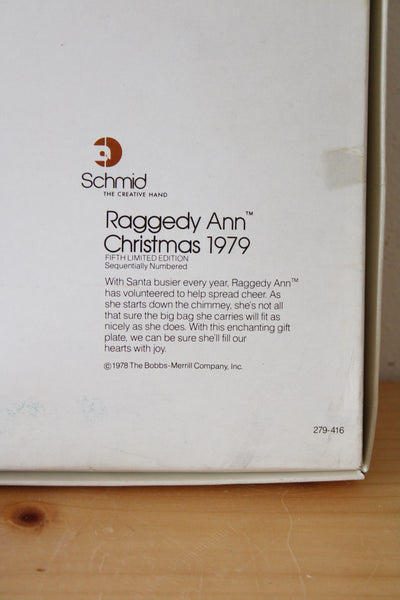 Schmid
THE CREATIVE HAND
Raggedy Ann™
Christmas 1979
FIFTH LIMITED EDITION
Sequentially Numbered
With Santa busier every year, Raggedy Ann™
has volunteered to help spread cheer. As
she starts down the chimmey, she's not all
that sure the big bag she carries will fit as
nicely as she does. With this enchanting gift
plate, we can be sure she'll fill our
hearts with joy.
©1978 The Bobbs-Merrill Company, Inc.
279-416